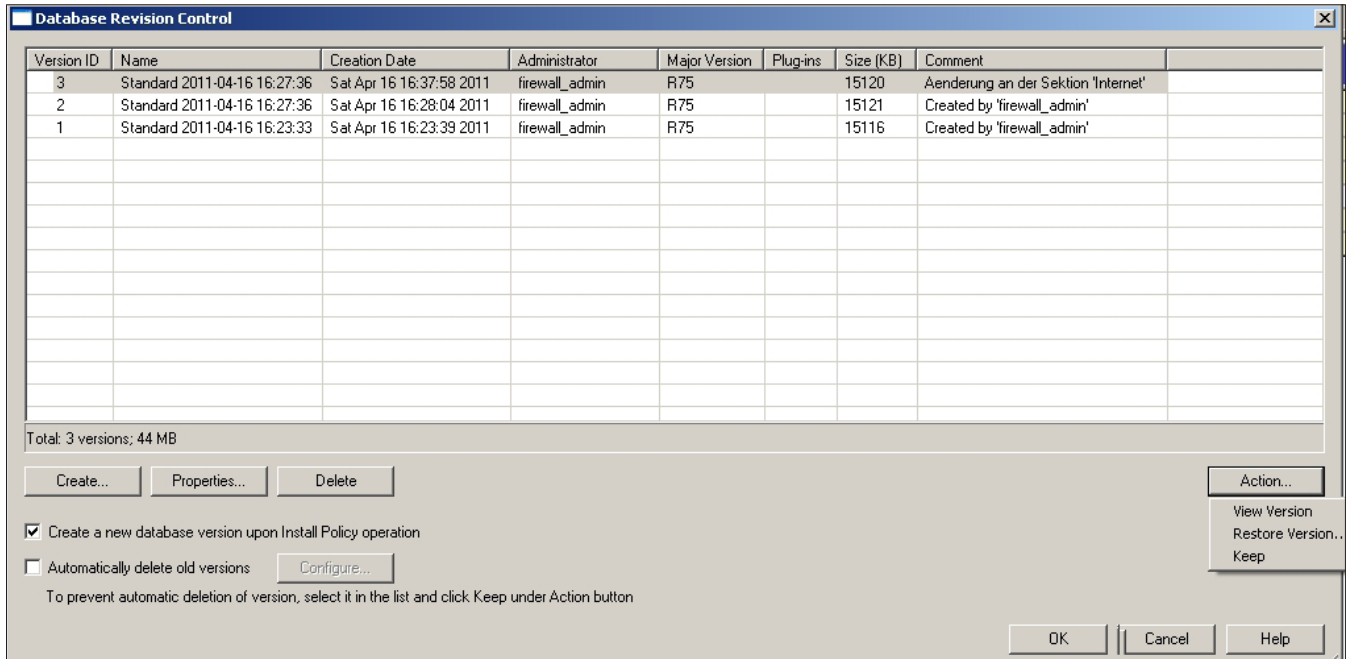 Database Revision Control
Version ID Name Creation Date Administrator Major Version Plug-ins Size (KB) Comment
3 Standard 2011-04-16 16:27:36 Sat Apr 16 16:37:58 2011 firewall_admin R75 15120 Aenderung an der Sektion 'Internet'
2 Standard 2011-04-16 16:27:36 Sat Apr 16 16:28:04 2011 firewall_admin R75 15121 Created by 'firewall_admin'
1 Standard 2011-04-16 16:23:33 Sat Apr 16 16:23:39 2011 firewall_admin R75 15116 Created by 'firewall_admin'
Total: 3 versions; 44 MB
Create... Properties... Delete Action...
View Version
Create a new database version upon Install Policy operation
Restore Version..
Keep
Automatically delete old versions Configure...
To prevent automatic deletion of version, select it in the list and click Keep under Action button
OK Cancel Help